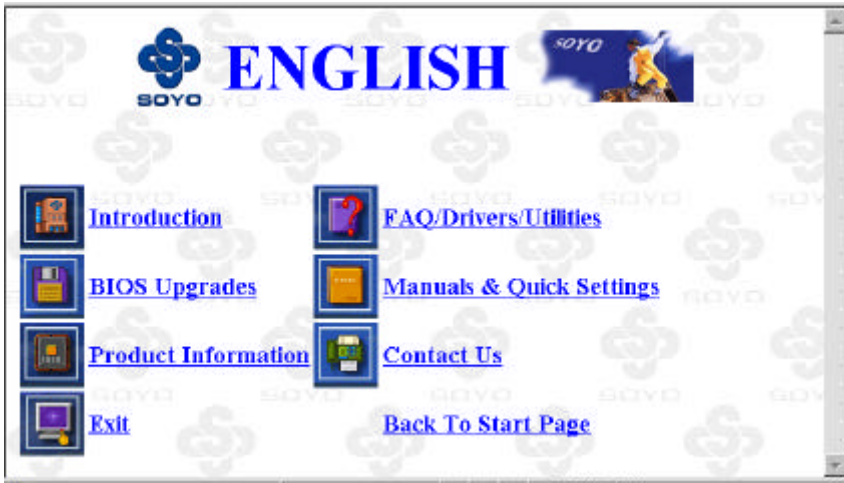 SOYO
ENGLISH
SOYO
Introduction
FAQ/Drivers/Utilities
BIOS Upgrades
Manuals & Quick Settings
Product Information
Contact Us
Exit
Back To Start Page